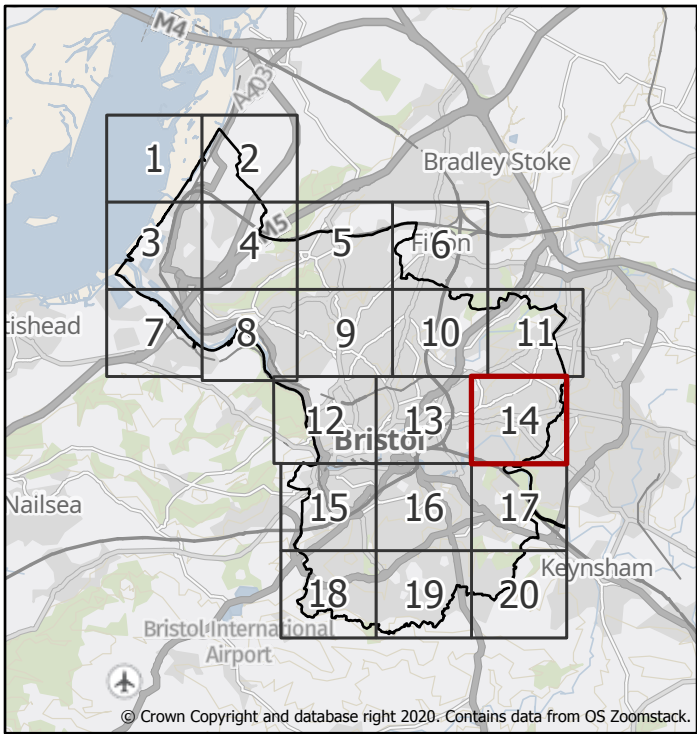 M4
A403
1
2
Bradley Stoke
M5
3
4
5
6
Filton
tishead
7
8
9
10
11
12
13
14
Bristol
Nailsea
15
16
17
Keynsham
18
19
20
Bristol International
Airport
© Crown Copyright and database right 2020. Contains data from OS Zoomstack.